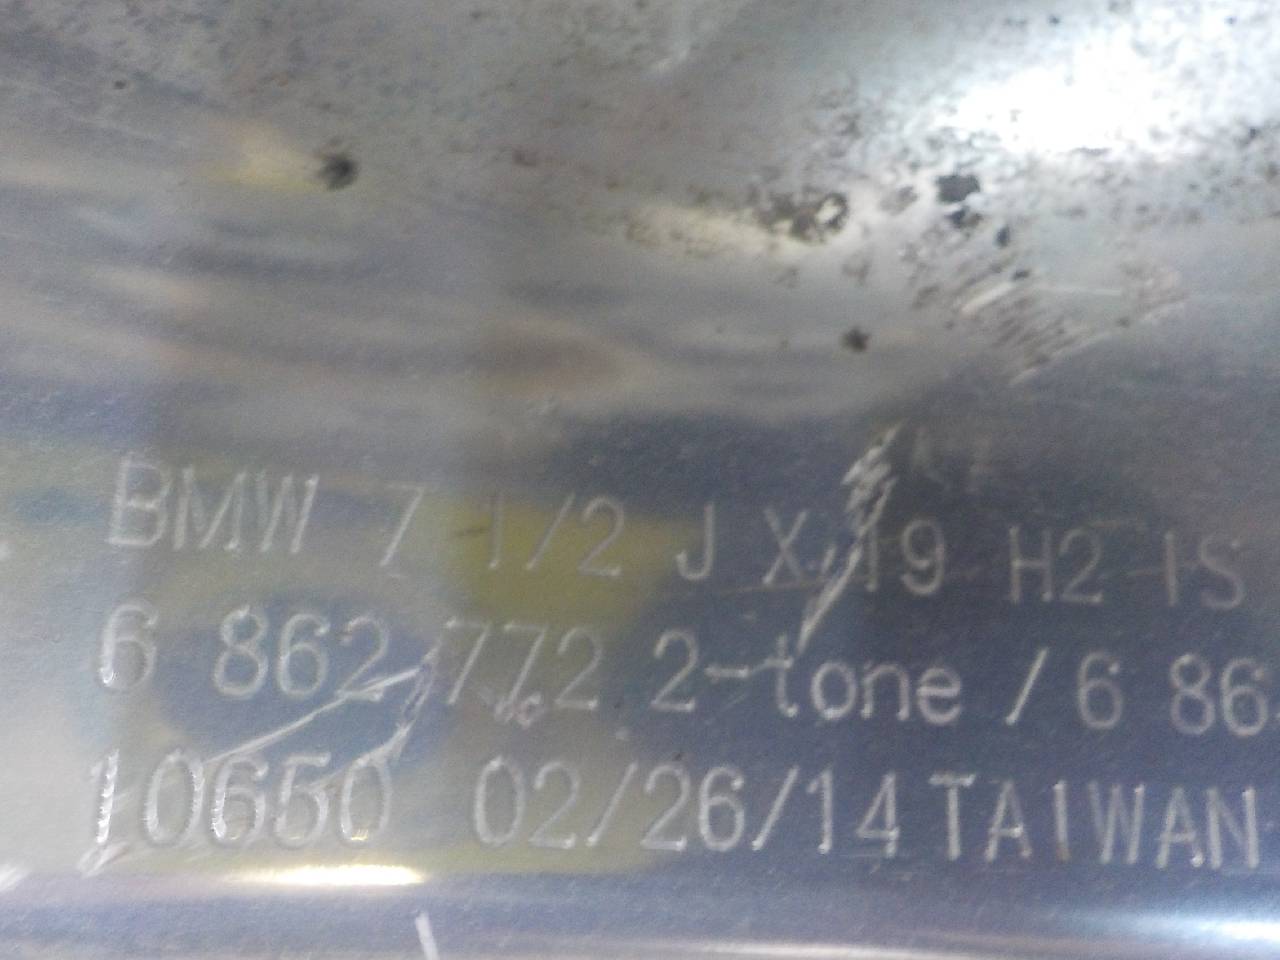 BMW 7 1/2 J X 19 H2 IS
6 862 772 2-tone / 6 86
10650 02/26/14 TAIWAN